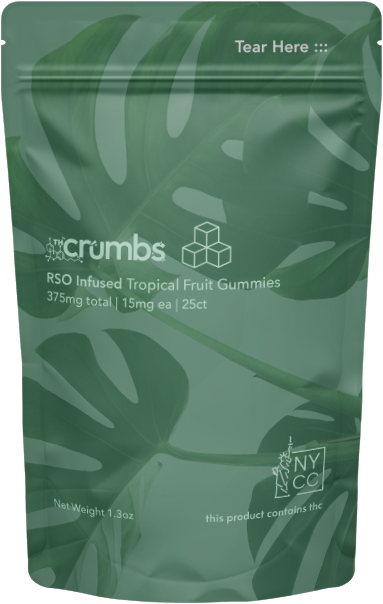 Tear Here :::
THE crumbs
RSO Infused Tropical Fruit Gummies
375mg total | 15mg ea | 25ct
NY
CC
Net Weight 1.3oz
this product contains thc